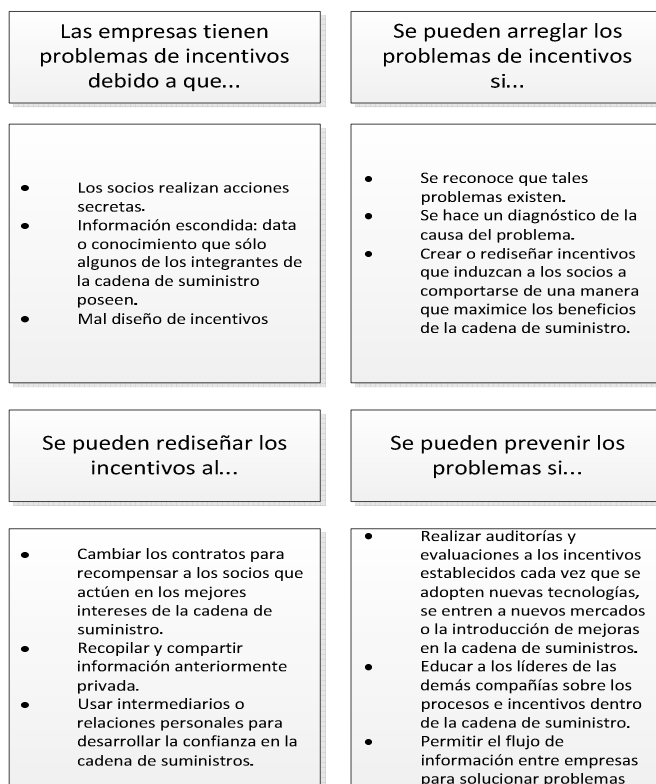 Las empresas tienen
problemas de incentivos
debido a que...
Se pueden arreglar los
problemas de incentivos
si...
• Los socios realizan acciones
secretas.
• Información escondida: data
o conocimiento que sólo
algunos de los integrantes de
la cadena de suministro
poseen.
• Mal diseño de incentivos
• Se reconoce que tales
problemas existen.
• Se hace un diagnóstico de la
causa del problema.
• Crear o rediseñar incentivos
que induzcan a los socios a
comportarse de una manera
que maximice los beneficios
de la cadena de suministro.
Se pueden rediseñar los
incentivos al...
Se pueden prevenir los
problemas si...
• Cambiar los contratos para
recompensar a los socios que
actúen en los mejores
intereses de la cadena de
suministro.
• Recopilar y compartir
información anteriormente
privada.
• Usar intermediarios o
relaciones personales para
desarrollar la confianza en la
cadena de suministros.
• Realizar auditorías y
evaluaciones a los incentivos
establecidos cada vez que se
adopten nuevas tecnologías,
se entren a nuevos mercados
o la introducción de mejoras
en la cadena de suministros.
• Educar a los líderes de las
demás compañías sobre los
procesos e incentivos dentro
de la cadena de suministro.
• Permitir el flujo de
información entre empresas
para solucionar problemas